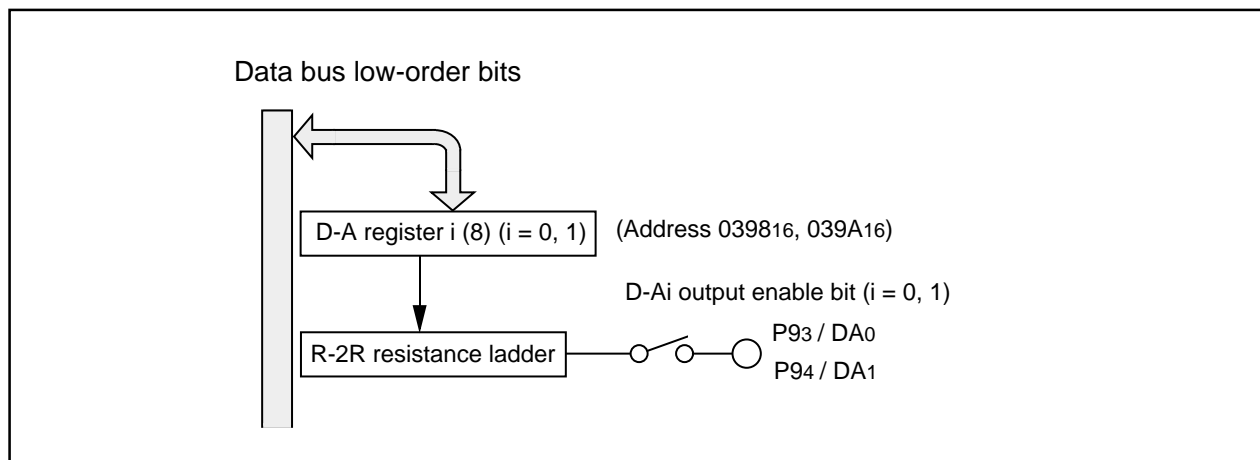 Data bus low-order bits
D-A register i (8) (i = 0, 1)
(Address 039816, 039A16)
D-Ai output enable bit (i = 0, 1)
R-2R resistance ladder
P93 / DA0
P94 / DA1